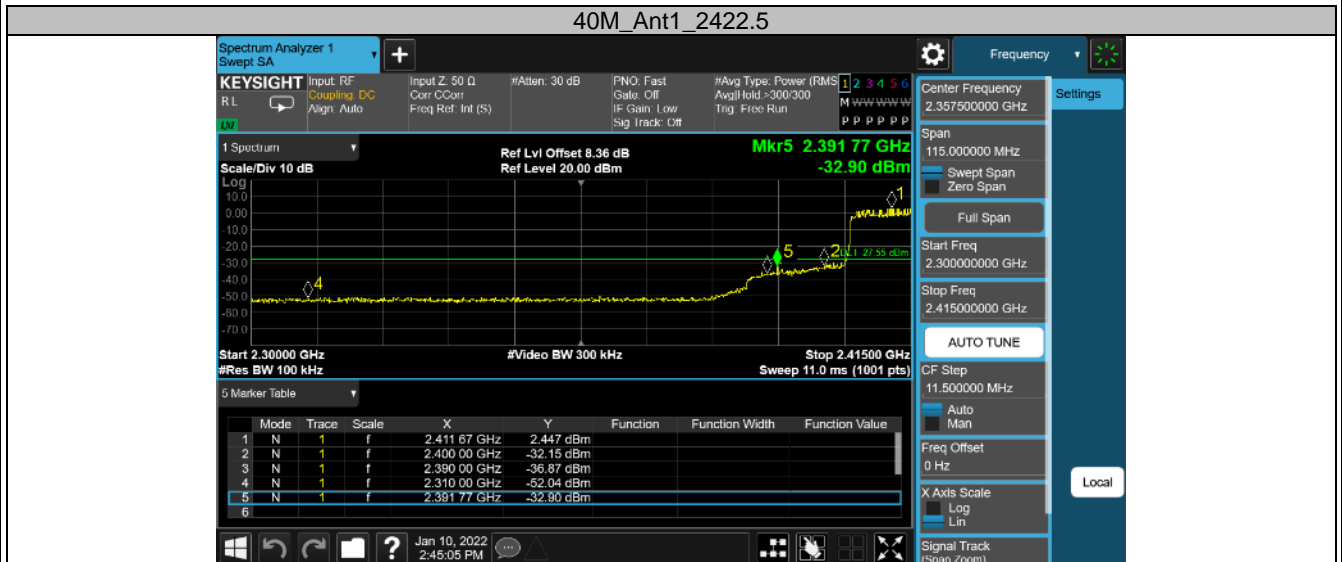 40M_Ant1_2422.5
Spectrum Analyzer 1
Swept SA
+
Frequency
KEYSIGHT
R L
LXI
Input: RF
Coupling: DC
Align: Auto
Input Z: 50 Ω
Corr CCorr
Freq Ref: Int (S)
#Atten: 30 dB
PNO: Fast
Gate: Off
IF Gain: Low
Sig Track: Off
#Avg Type: Power (RMS
Avg|Hold:>300/300
Trig: Free Run
1 2 3 4 5 6
M W W W W W
P P P P P P
Settings
Center Frequency
2.357500000 GHz
Span
115.000000 MHz
Swept Span
Zero Span
Full Span
Start Freq
2.300000000 GHz
Stop Freq
2.415000000 GHz
AUTO TUNE
CF Step
11.500000 MHz
Auto
Man
Freq Offset
0 Hz
X Axis Scale
Log
Lin
Signal Track
(Span Zoom)
Local
1 Spectrum
Scale/Div 10 dB
Ref Lvl Offset 8.36 dB
Ref Level 20.00 dBm
Mkr5 2.391 77 GHz
-32.90 dBm
Log
10.0
0.00
-10.0
-20.0
-30.0
-40.0
-50.0
-60.0
-70.0
1
2
5
4
27.55 dBm
Start 2.30000 GHz
#Res BW 100 kHz
#Video BW 300 kHz
Stop 2.41500 GHz
Sweep 11.0 ms (1001 pts)
5 Marker Table
Mode Trace Scale X Y Function Function Width Function Value
1 N 1 f 2.411 67 GHz 2.447 dBm
2 N 1 f 2.400 00 GHz -32.15 dBm
3 N 1 f 2.390 00 GHz -36.87 dBm
4 N 1 f 2.310 00 GHz -52.04 dBm
5 N 1 f 2.391 77 GHz -32.90 dBm
6
?
Jan 10, 2022
2:45:05 PM